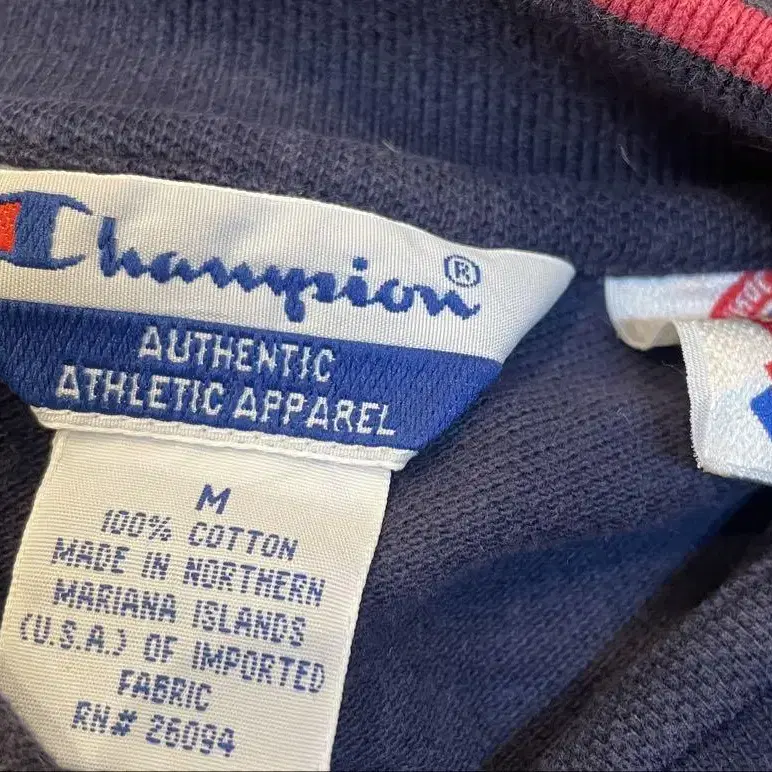 Champion®
AUTHENTIC
ATHLETIC APPAREL
M
100% COTTON
MADE IN NORTHERN
MARIANA ISLANDS
(U.S.A.) OF IMPORTED
FABRIC
RN# 26094